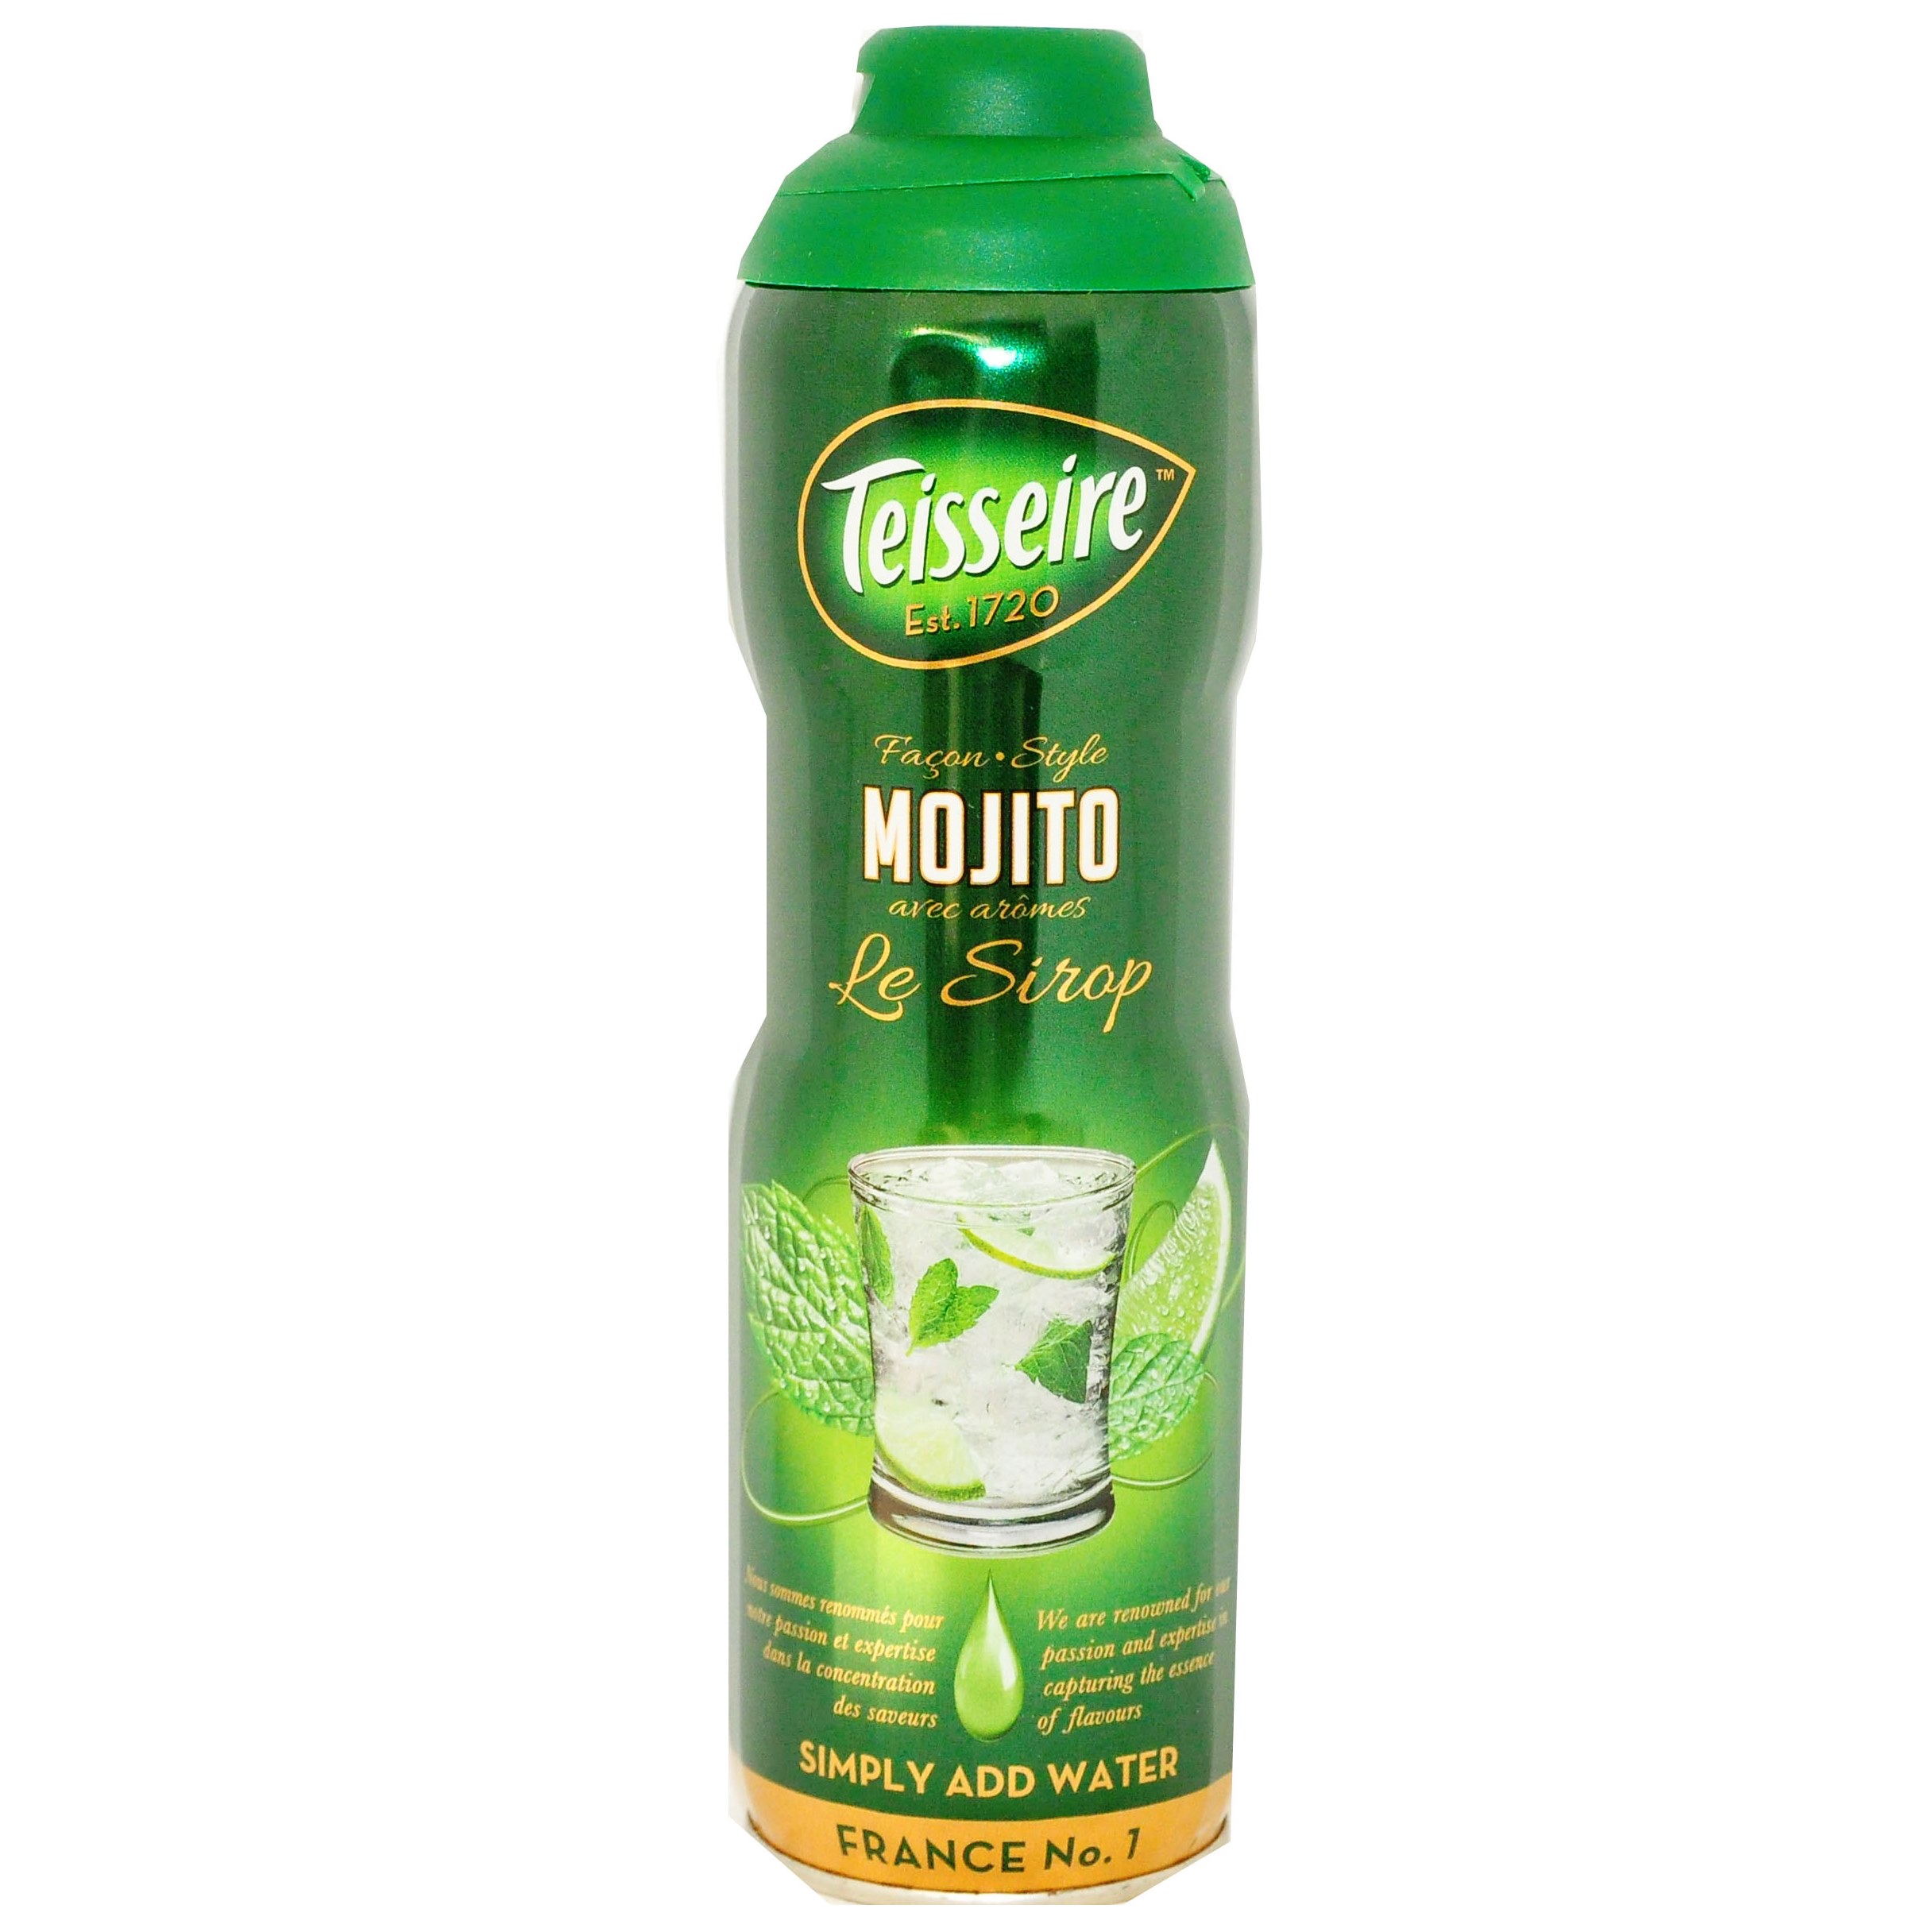 Teisseire™
Est. 1720
Façon • Style
MOJITO
avec arômes
Le Sirop
Nous sommes renommés pour
notre passion et expertise
dans la concentration
des saveurs
We are renowned for our
passion and expertise in
capturing the essence
of flavours
SIMPLY ADD WATER
FRANCE No. 1